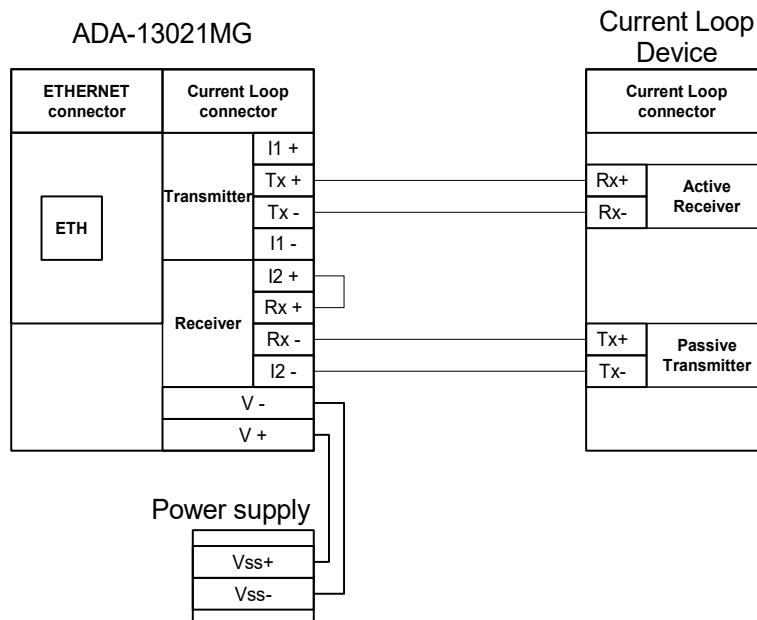 ADA-13021MG
Current Loop
Device
ETHERNET
connector
Current Loop
connector
Current Loop
connector
I1 +
Transmitter
Tx +
Tx -
I1 -
ETH
Rx+
Rx-
Active
Receiver
Receiver
I2 +
Rx +
Rx -
I2 -
Tx+
Tx-
Passive
Transmitter
V -
V +
Power supply
Vss+
Vss-